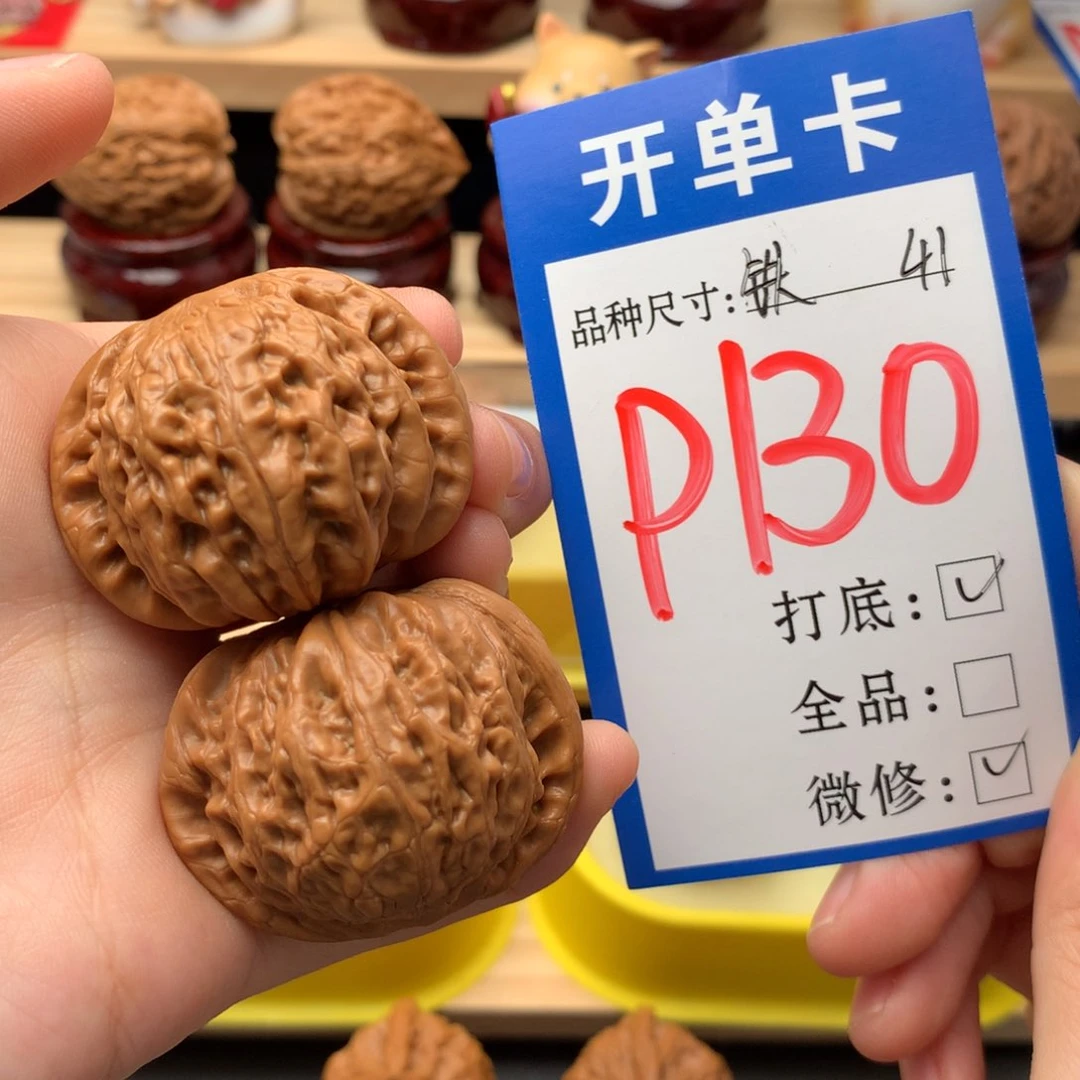 开单卡
品种尺寸: 铁 41
P130
打底: ☑
全品: ☐
微修: ☑